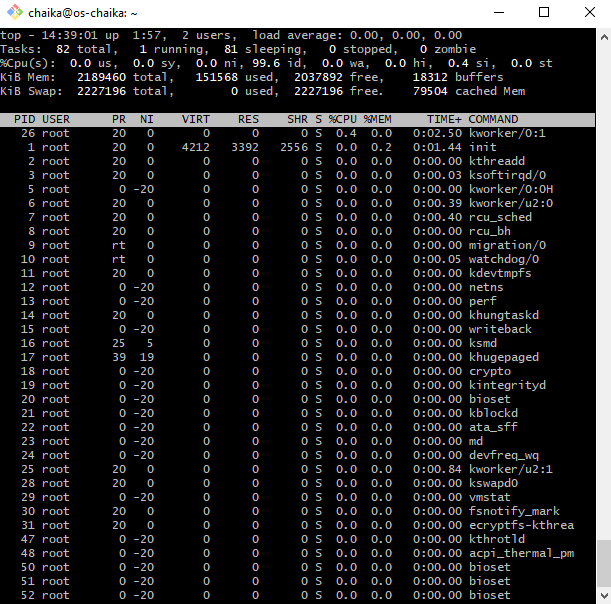 chaika@os-chaika: ~
top - 14:39:01 up  1:57,  2 users,  load average: 0.00, 0.00, 0.00
Tasks:  82 total,   1 running,  81 sleeping,   0 stopped,   0 zombie
%Cpu(s):  0.0 us,  0.0 sy,  0.0 ni, 99.6 id,  0.0 wa,  0.0 hi,  0.4 si,  0.0 st
KiB Mem:   2189460 total,   151568 used,  2037892 free,    18312 buffers
KiB Swap:  2227196 total,        0 used,  2227196 free.    79504 cached Mem
PID USER      PR  NI    VIRT    RES    SHR S %CPU %MEM     TIME+ COMMAND
26 root      20   0       0      0      0 S  0.4  0.0   0:02.50 kworker/0:1
1 root      20   0    4212   3392   2556 S  0.0  0.2   0:01.44 init
2 root      20   0       0      0      0 S  0.0  0.0   0:00.00 kthreadd
3 root      20   0       0      0      0 S  0.0  0.0   0:00.03 ksoftirqd/0
5 root       0 -20       0      0      0 S  0.0  0.0   0:00.00 kworker/0:0H
6 root      20   0       0      0      0 S  0.0  0.0   0:00.39 kworker/u2:0
7 root      20   0       0      0      0 S  0.0  0.0   0:00.40 rcu_sched
8 root      20   0       0      0      0 S  0.0  0.0   0:00.00 rcu_bh
9 root      rt   0       0      0      0 S  0.0  0.0   0:00.00 migration/0
10 root      rt   0       0      0      0 S  0.0  0.0   0:00.05 watchdog/0
11 root      20   0       0      0      0 S  0.0  0.0   0:00.00 kdevtmpfs
12 root       0 -20       0      0      0 S  0.0  0.0   0:00.00 netns
13 root       0 -20       0      0      0 S  0.0  0.0   0:00.00 perf
14 root      20   0       0      0      0 S  0.0  0.0   0:00.00 khungtaskd
15 root       0 -20       0      0      0 S  0.0  0.0   0:00.00 writeback
16 root      25   5       0      0      0 S  0.0  0.0   0:00.00 ksmd
17 root      39  19       0      0      0 S  0.0  0.0   0:00.00 khugepaged
18 root       0 -20       0      0      0 S  0.0  0.0   0:00.00 crypto
19 root       0 -20       0      0      0 S  0.0  0.0   0:00.00 kintegrityd
20 root       0 -20       0      0      0 S  0.0  0.0   0:00.00 bioset
21 root       0 -20       0      0      0 S  0.0  0.0   0:00.00 kblockd
22 root       0 -20       0      0      0 S  0.0  0.0   0:00.00 ata_sff
23 root       0 -20       0      0      0 S  0.0  0.0   0:00.00 md
24 root       0 -20       0      0      0 S  0.0  0.0   0:00.00 devfreq_wq
25 root      20   0       0      0      0 S  0.0  0.0   0:00.84 kworker/u2:1
28 root      20   0       0      0      0 S  0.0  0.0   0:00.00 kswapd0
29 root       0 -20       0      0      0 S  0.0  0.0   0:00.00 vmstat
30 root      20   0       0      0      0 S  0.0  0.0   0:00.00 fsnotify_mark
31 root      20   0       0      0      0 S  0.0  0.0   0:00.00 ecryptfs-kthrea
47 root       0 -20       0      0      0 S  0.0  0.0   0:00.00 kthrotld
48 root       0 -20       0      0      0 S  0.0  0.0   0:00.00 acpi_thermal_pm
50 root       0 -20       0      0      0 S  0.0  0.0   0:00.00 bioset
51 root       0 -20       0      0      0 S  0.0  0.0   0:00.00 bioset
52 root       0 -20       0      0      0 S  0.0  0.0   0:00.00 bioset